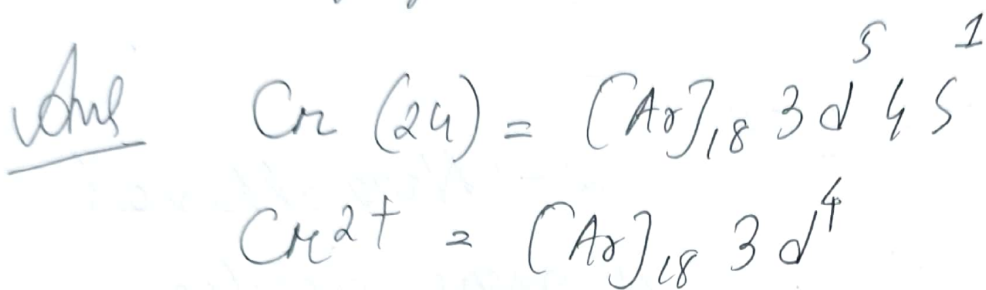 Ans Cr (24) = [Ar]₁₈ 3d⁵ 4s¹
Cr²⁺ = [Ar]₁₈ 3d⁴